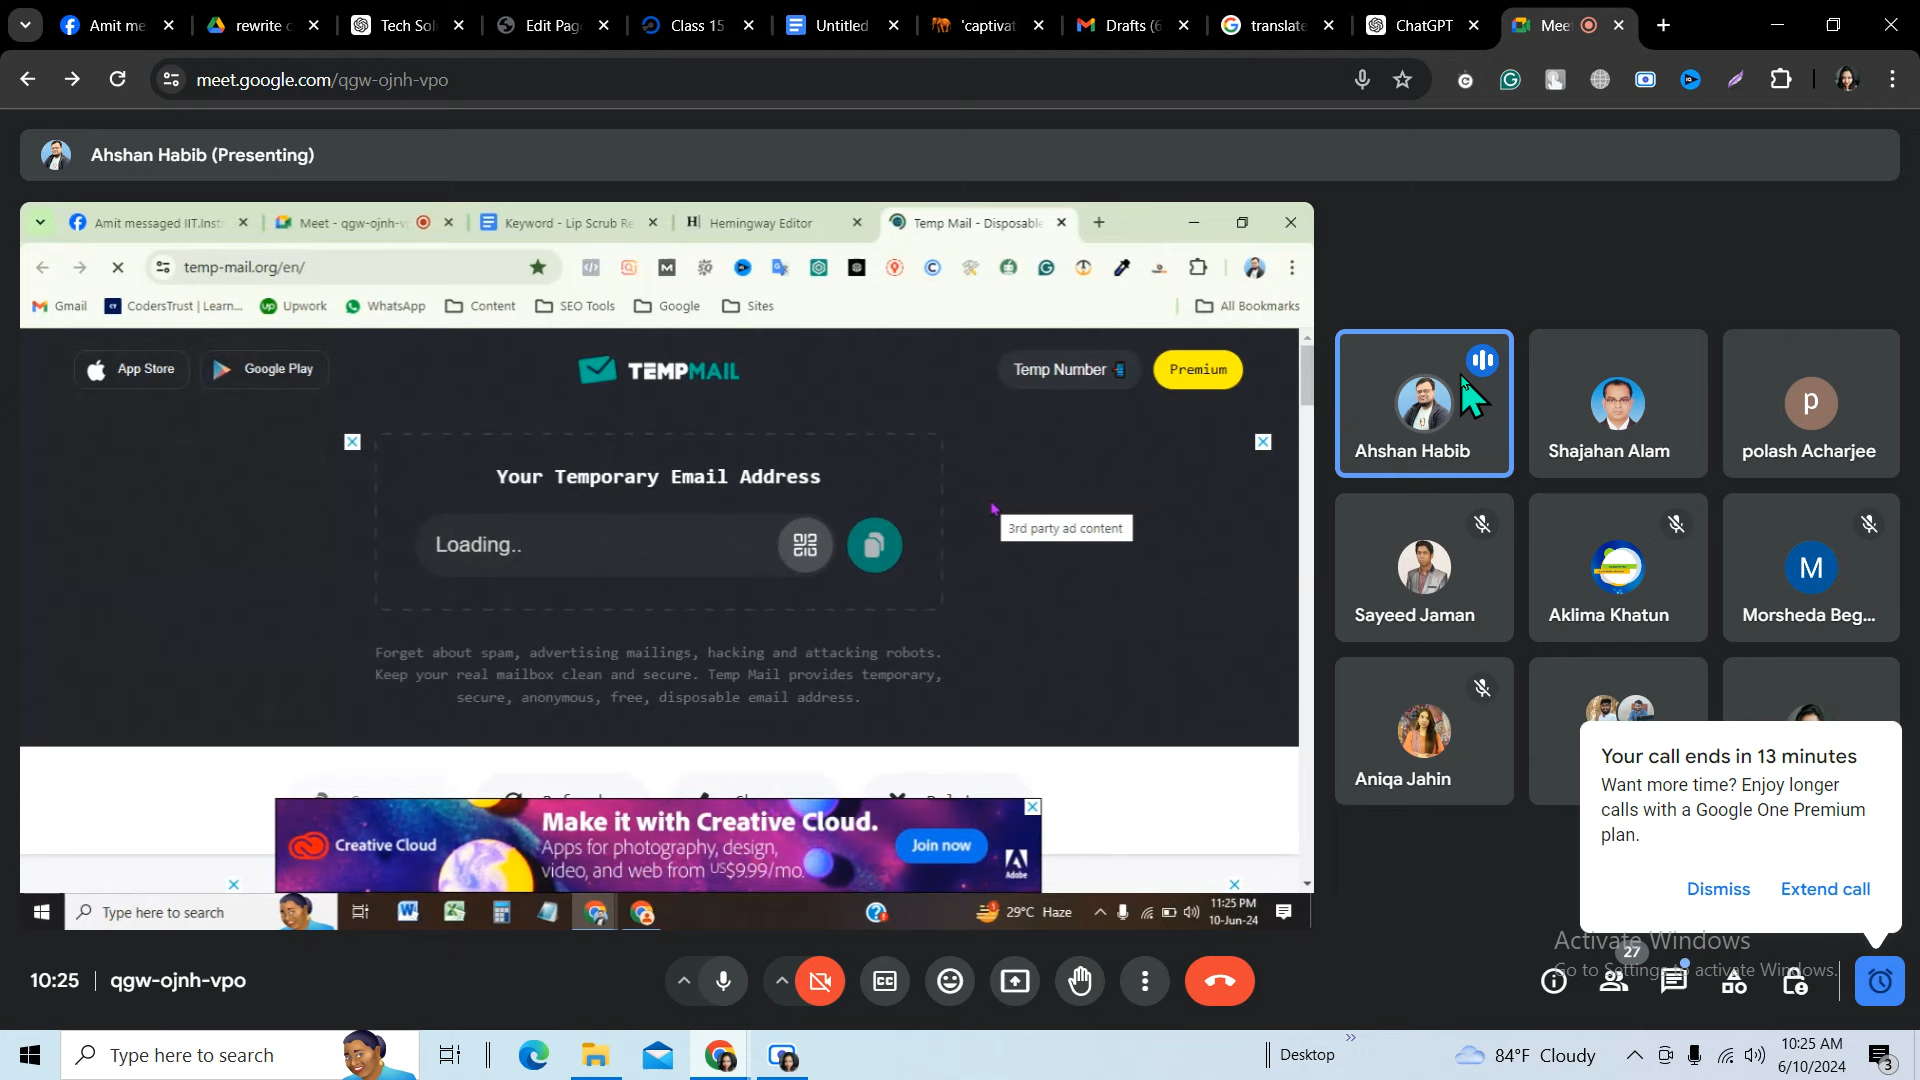 Amit me
rewrite c
Tech Sol
Edit Pag
Class 15
Untitled
'captivat
Drafts (6
translate
ChatGPT
Mee
meet.google.com/qgw-ojnh-vpo
Ahshan Habib (Presenting)
Amit messaged IIT.Inst
Meet - qgw-ojnh-v
Keyword - Lip Scrub Re
Hemingway Editor
Temp Mail - Disposable
temp-mail.org/en/
Gmail
CodersTrust | Learn...
Upwork
WhatsApp
Content
SEO Tools
Google
Sites
All Bookmarks
App Store
Google Play
TEMPMAIL
Temp Number
Premium
Your Temporary Email Address
Loading..
3rd party ad content
Forget about spam, advertising mailings, hacking and attacking robots.
Keep your real mailbox clean and secure. Temp Mail provides temporary,
secure, anonymous, free, disposable email address.
Creative Cloud
Make it with Creative Cloud.
Apps for photography, design,
video, and web from US$9.99/mo.
Join now
Adobe
Type here to search
29°C Haze
11:25 PM
10-Jun-24
Ahshan Habib
Shajahan Alam
P
polash Acharjee
Sayeed Jaman
Aklima Khatun
M
Morsheda Beg...
Aniqa Jahin
Your call ends in 13 minutes
Want more time? Enjoy longer
calls with a Google One Premium
plan.
Dismiss
Extend call
Activate Windows
Go to Settings to activate Windows.
10:25
qgw-ojnh-vpo
27
Type here to search
Desktop
84°F Cloudy
10:25 AM
6/10/2024
3